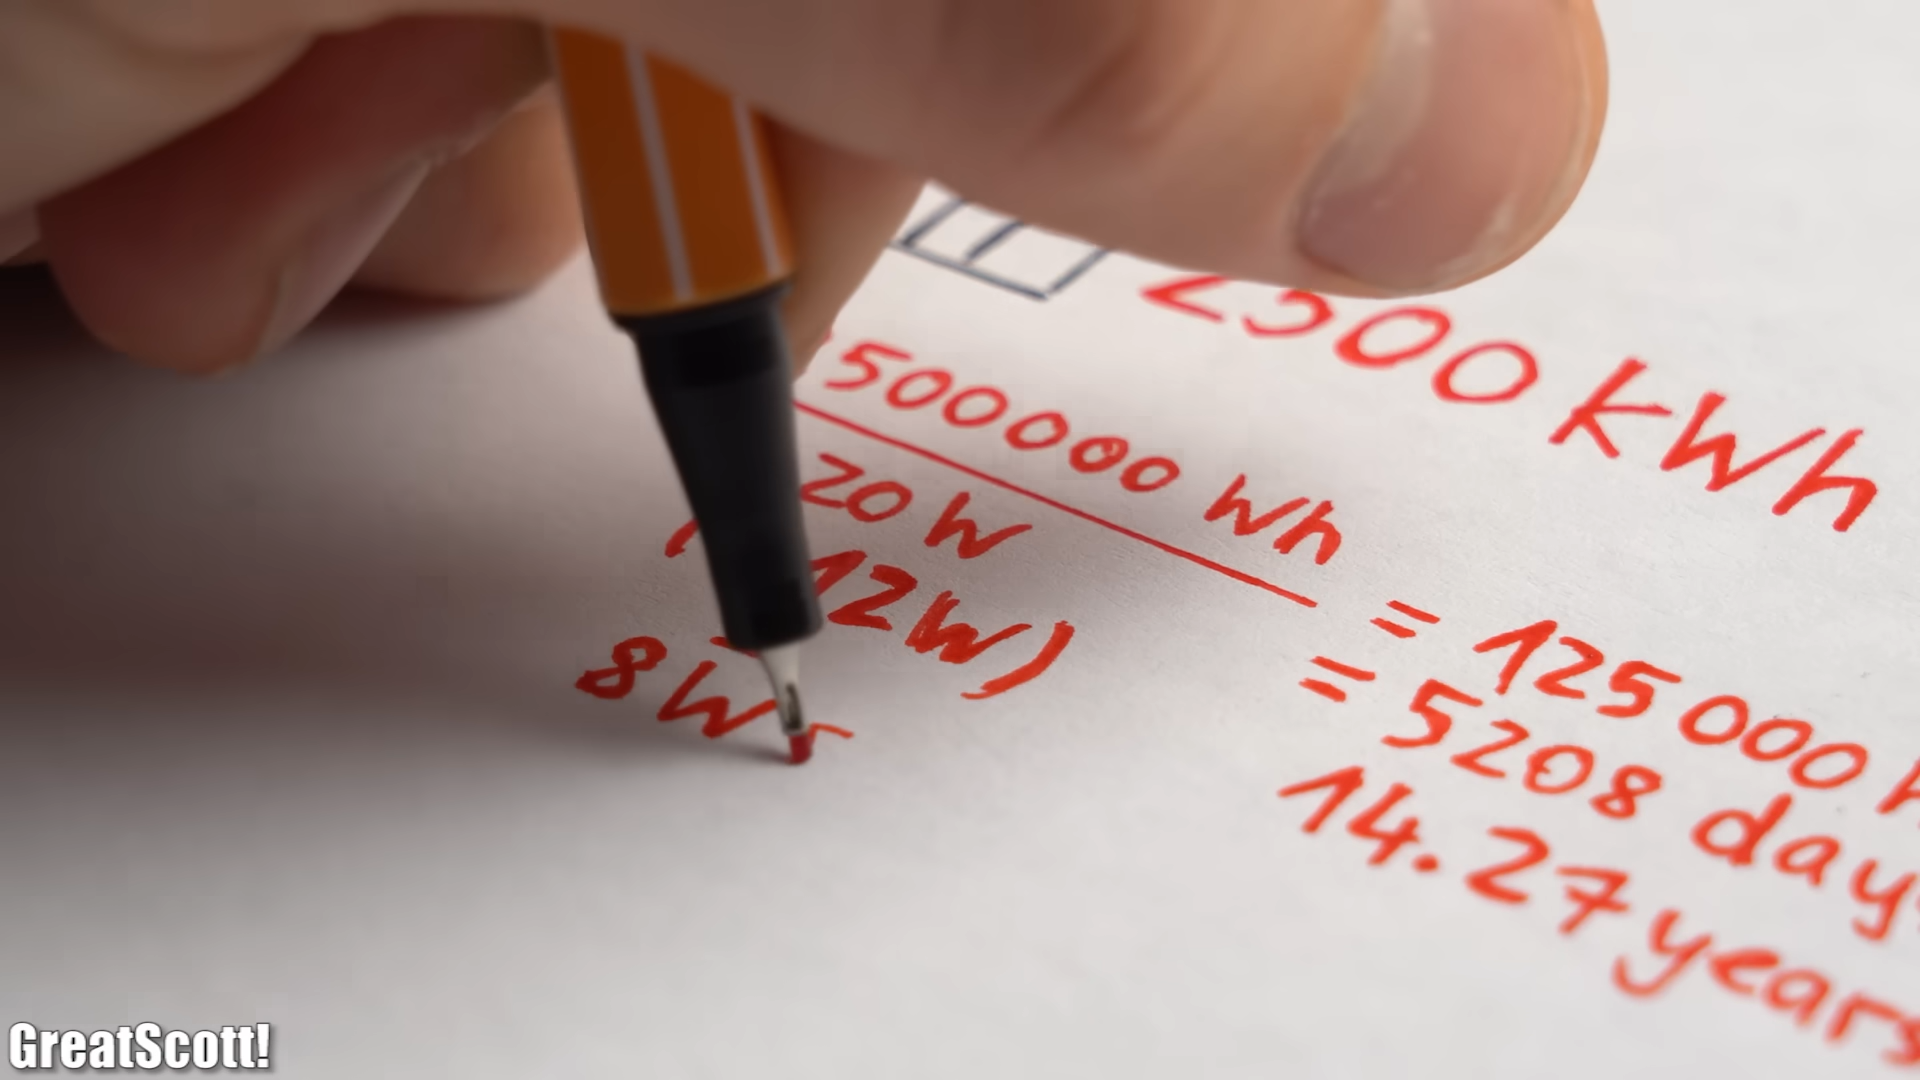 2500 kWh
500000 Wh
20 W
12W)
= 125000 h
= 5208 days
8W
14.27 years
GreatScott!